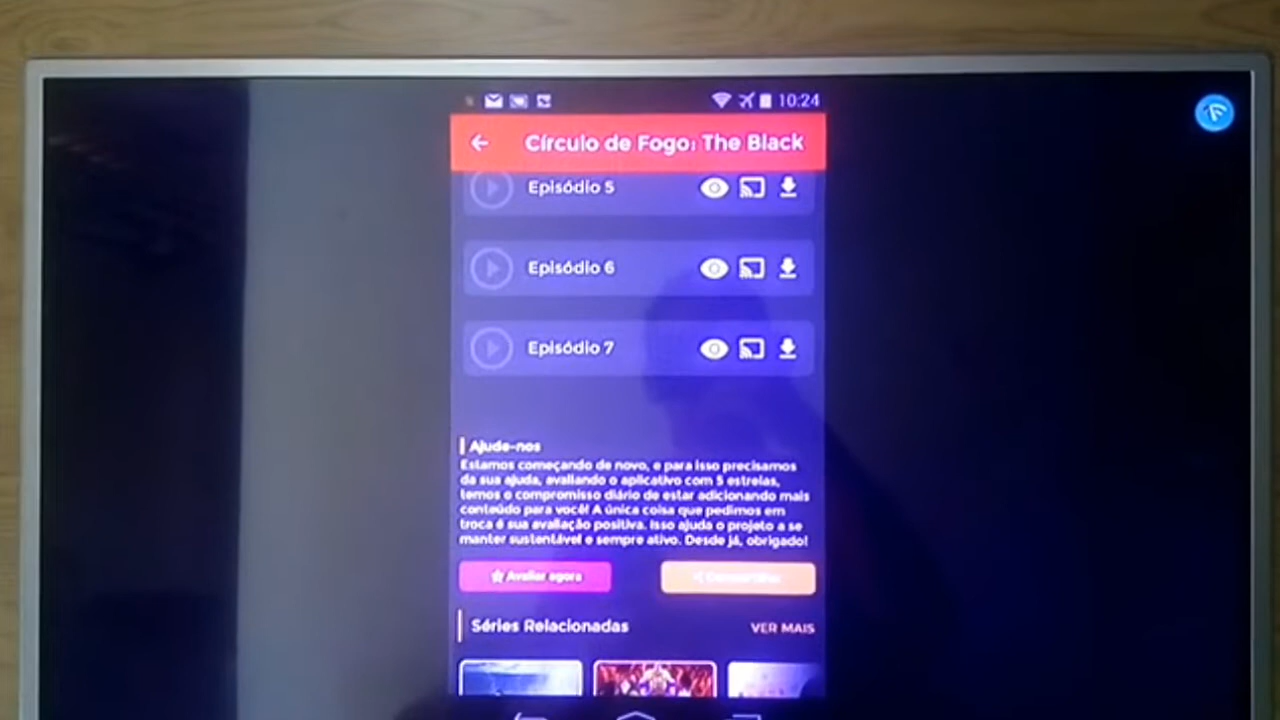 10:24
Círculo de Fogo: The Black
Episódio 5
Episódio 6
Episódio 7
Ajude-nos
Estamos começando de novo, e para isso precisamos
da sua ajuda, avaliando o aplicativo com 5 estrelas,
temos o compromisso diário de estar adicionando mais
conteúdo para você! A única coisa que pedimos em
troca é sua avaliação positiva. Isso ajuda o projeto a se
manter sustentável e sempre ativo. Desde já, obrigado!
Avaliar agora
Compartilhar
Séries Relacionadas
VER MAIS